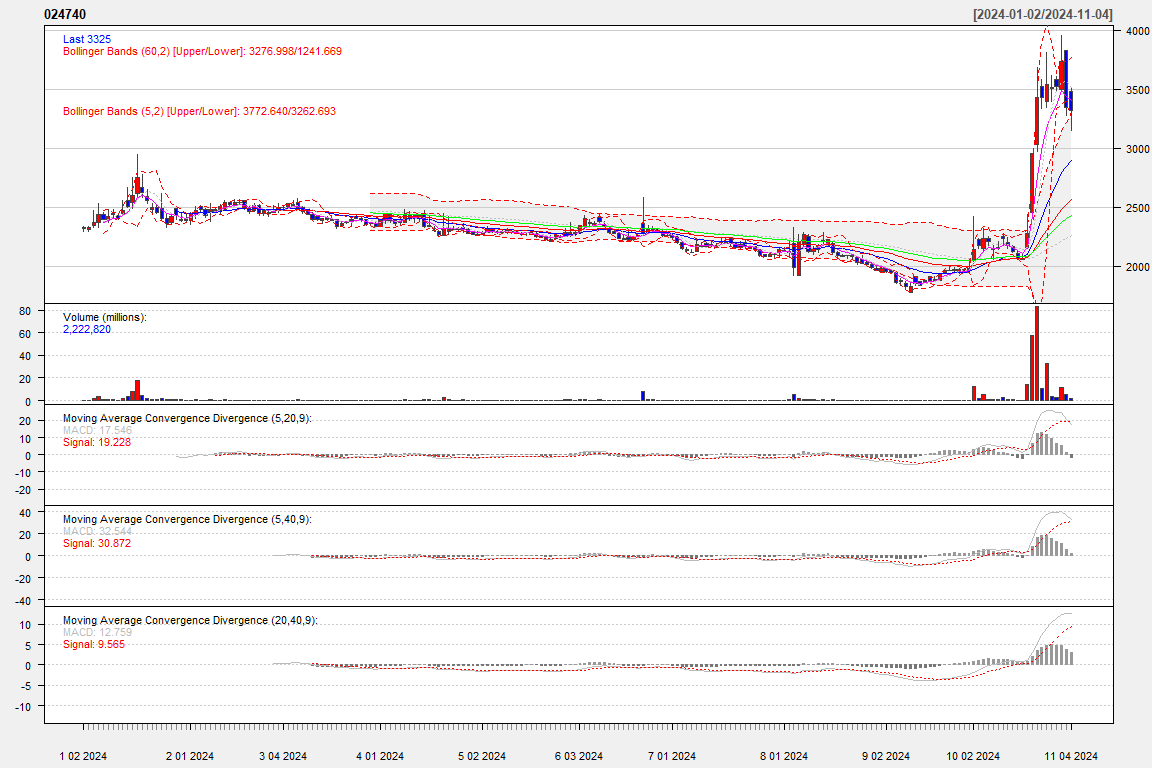 024740 [2024-01-02/2024-11-04]
Last 3325
Bollinger Bands (60,2) [Upper/Lower]: 3276.998/1241.669
Bollinger Bands (5,2) [Upper/Lower]: 3772.640/3262.693
4000
3500
3000
2500
2000
Volume (millions):
2,222,820
80
60
40
20
0
Moving Average Convergence Divergence (5,20,9):
MACD: 17.546
Signal: 19.228
20
10
0
-10
-20
Moving Average Convergence Divergence (5,40,9):
MACD: 32.544
Signal: 30.872
40
20
0
-20
-40
Moving Average Convergence Divergence (20,40,9):
MACD: 12.759
Signal: 9.565
10
5
0
-5
-10
1 02 2024 2 01 2024 3 04 2024 4 01 2024 5 02 2024 6 03 2024 7 01 2024 8 01 2024 9 02 2024 10 02 2024 11 04 2024